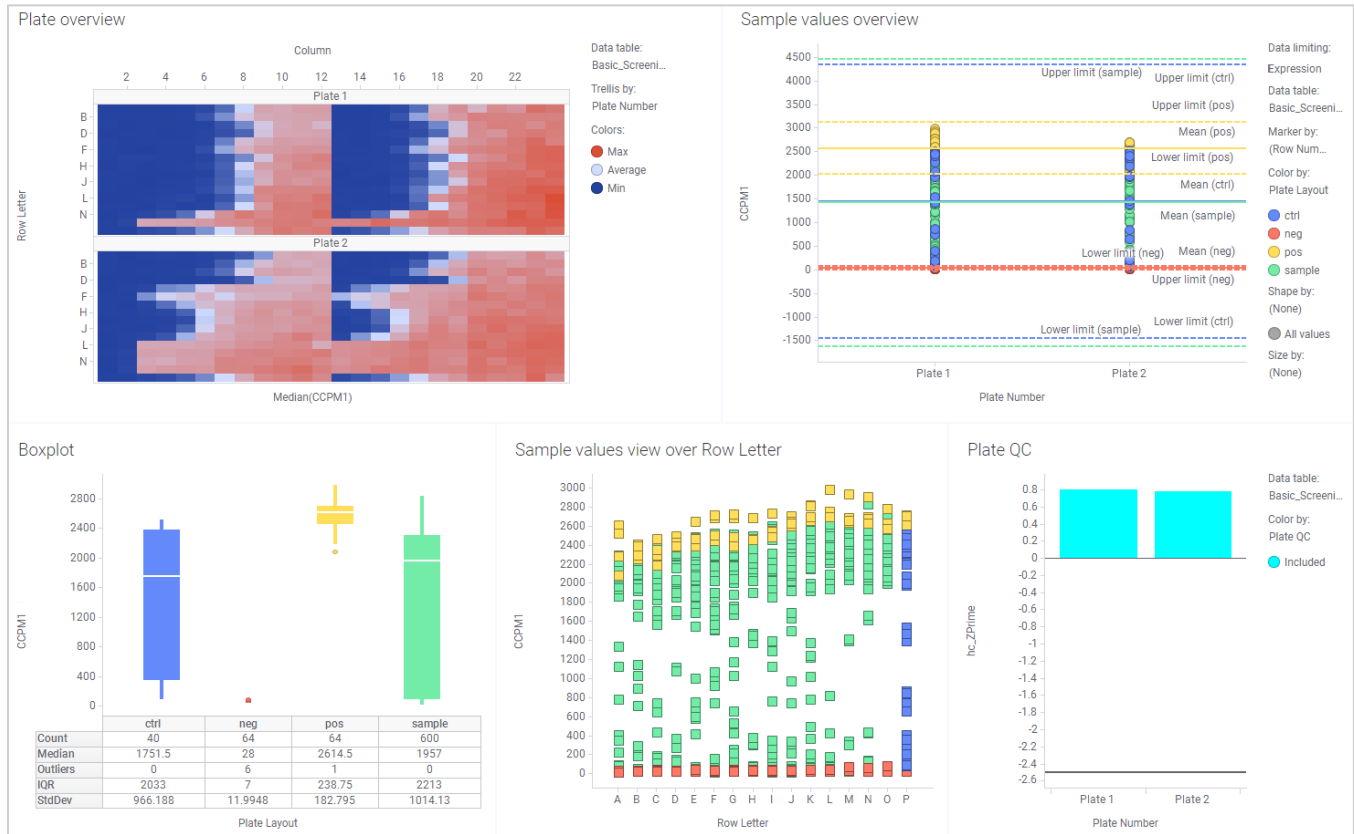 Plate overview
Column
2 4 6 8 10 12 14 16 18 20 22
Plate 1
B
D
F
H
J
L
N
Row Letter
Plate 2
B
D
F
H
J
L
N
Median(CCPM1)
Data table:
Basic_Screeni...
Trellis by:
Plate Number
Colors:
Max
Average
Min
Sample values overview
4500
4000
3500
3000
2500
2000
1500
1000
500
0
-500
-1000
-1500
CCPM1
Upper limit (sample)
Upper limit (ctrl)
Upper limit (pos)
Mean (pos)
Lower limit (pos)
Mean (ctrl)
Mean (sample)
Lower limit (neg)
Mean (neg)
Upper limit (neg)
Lower limit (ctrl)
Lower limit (sample)
Plate 1 Plate 2
Plate Number
Data limiting:
Expression
Data table:
Basic_Screeni...
Marker by:
(Row Num...
Color by:
Plate Layout
ctrl
neg
pos
sample
Shape by:
(None)
All values
Size by:
(None)
Boxplot
2800
2400
2000
1600
1200
800
400
0
CCPM1
ctrl neg pos sample
Count 40 64 64 600
Median 1751.5 28 2614.5 1957
Outliers 0 6 1 0
IQR 2033 7 238.75 2213
StdDev 966.188 11.9948 182.795 1014.13
Plate Layout
Sample values view over Row Letter
3000
2800
2600
2400
2200
2000
1800
1600
1400
1200
1000
800
600
400
200
0
CCPM1
A B C D E F G H I J K L M N O P
Row Letter
Plate QC
0.8
0.6
0.4
0.2
0
-0.2
-0.4
-0.6
-0.8
-1
-1.2
-1.4
-1.6
-1.8
-2
-2.2
-2.4
-2.6
hc_ZPrime
Plate 1 Plate 2
Plate Number
Data table:
Basic_Screeni...
Color by:
Plate QC
Included